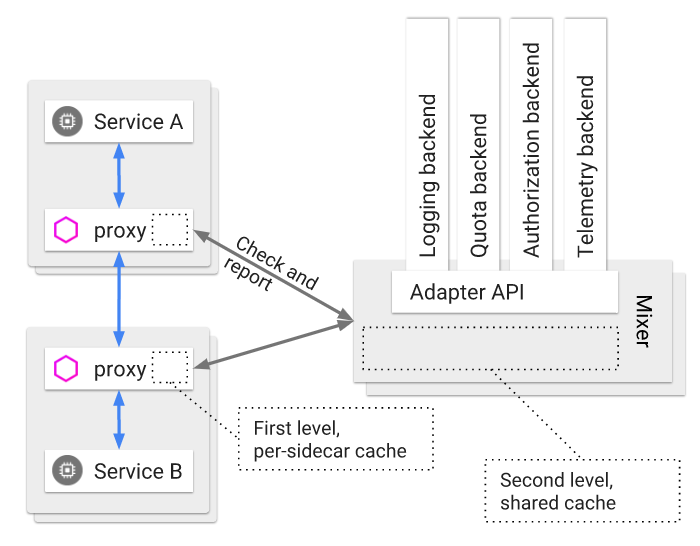 Logging backend
Quota backend
Authorization backend
Telemetry backend
Service A
proxy
Check and
report
Adapter API
Mixer
proxy
First level,
per-sidecar cache
Service B
Second level,
shared cache